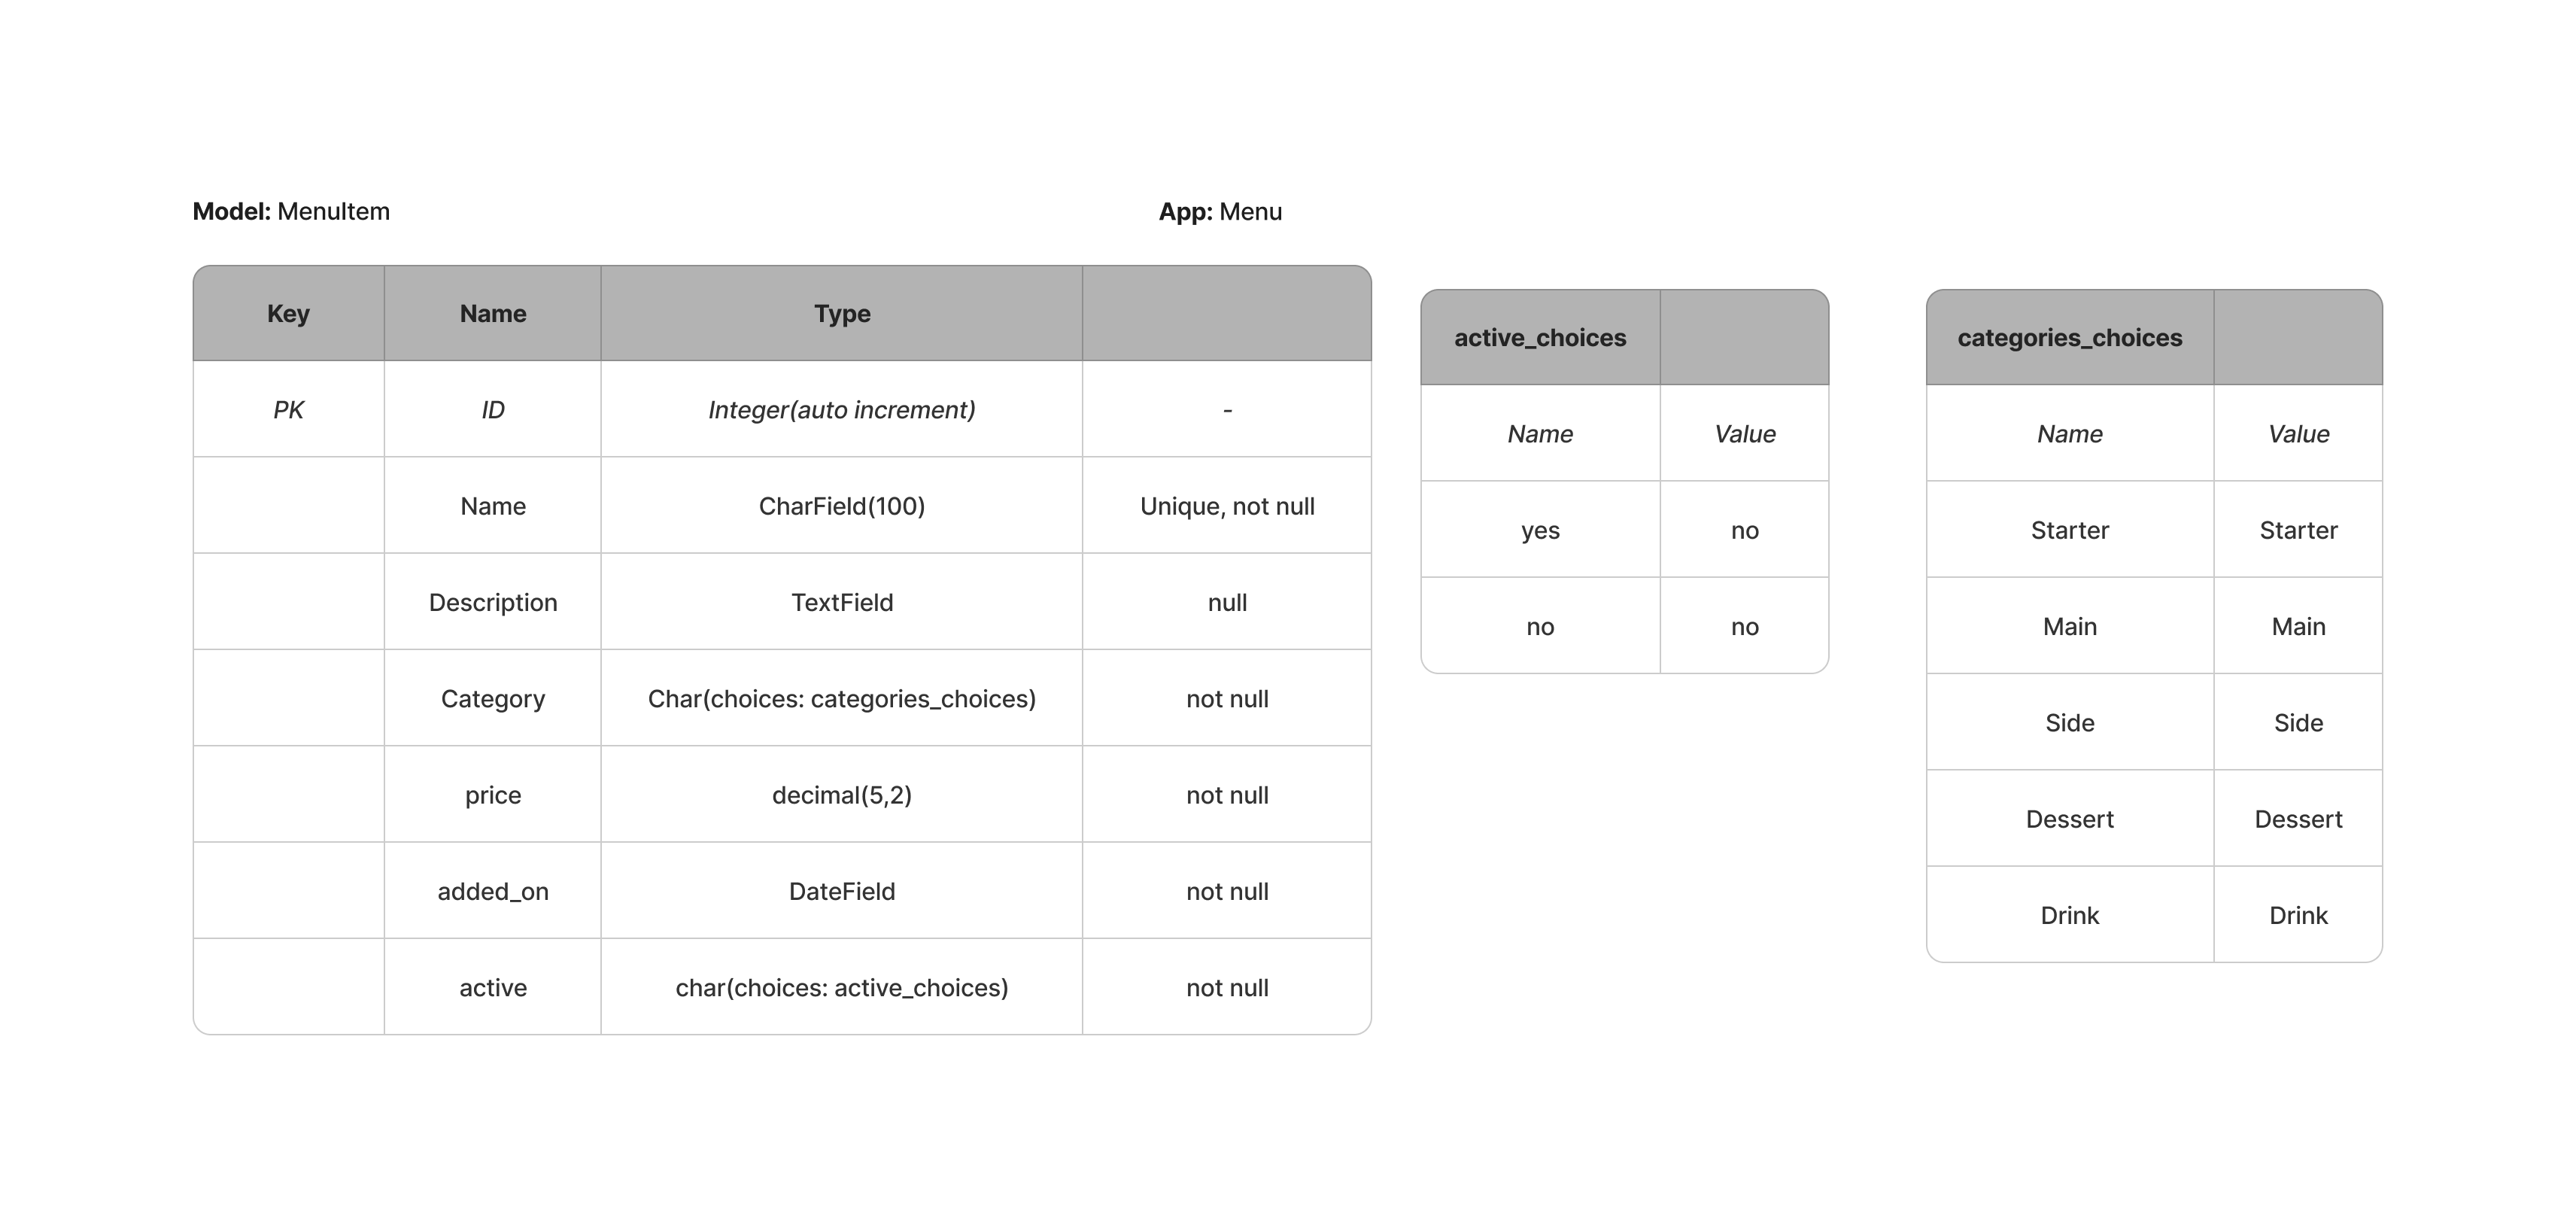 Model: MenuItem
App: Menu
Key Name Type
PK ID Integer(auto increment) -
Name CharField(100) Unique, not null
Description TextField null
Category Char(choices: categories_choices) not null
price decimal(5,2) not null
added_on DateField not null
active char(choices: active_choices) not null
active_choices
Name Value
yes no
no no
categories_choices
Name Value
Starter Starter
Main Main
Side Side
Dessert Dessert
Drink Drink